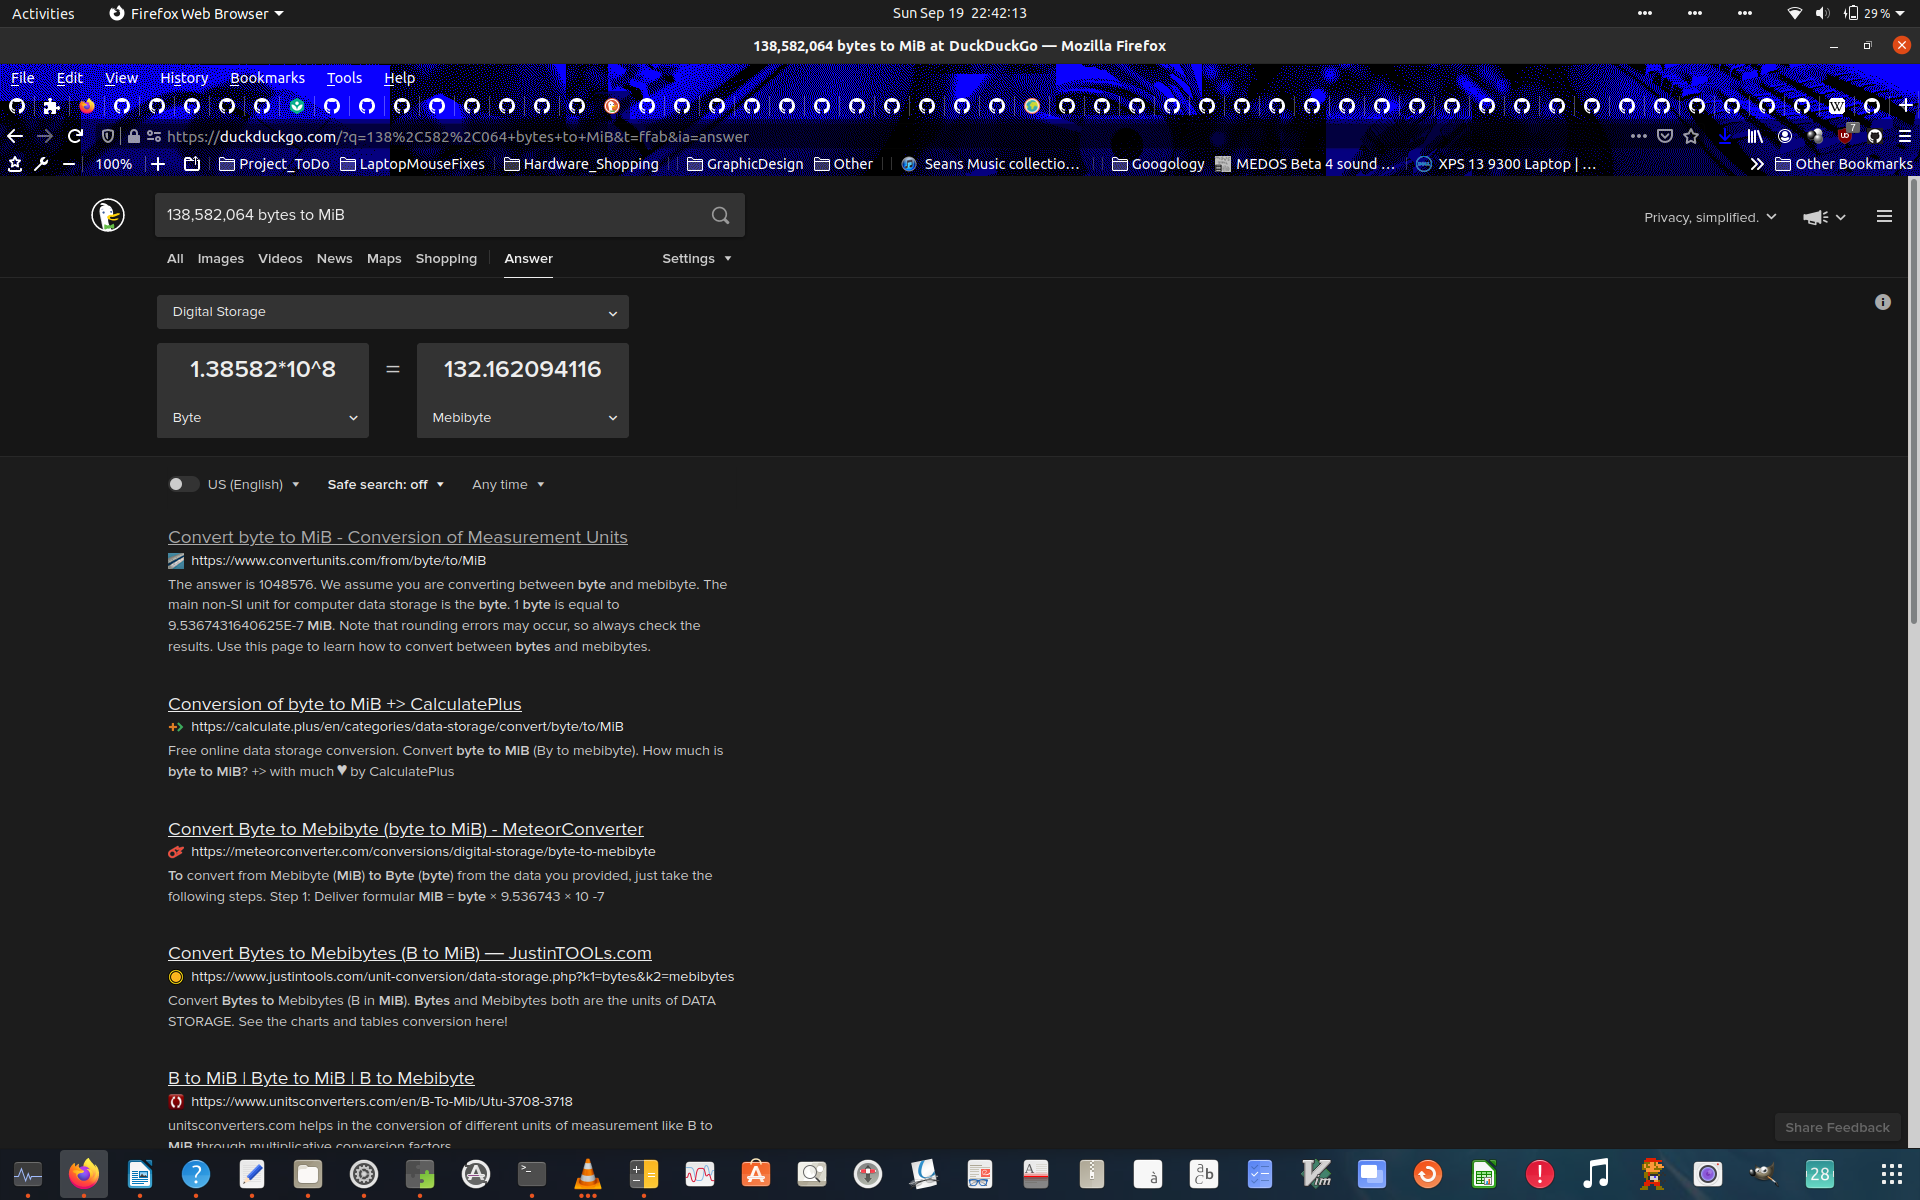 Activities
Firefox Web Browser
Sun Sep 19 22:42:13
29 %
138,582,064 bytes to MiB at DuckDuckGo — Mozilla Firefox
File Edit View History Bookmarks Tools Help
https://duckduckgo.com/?q=138%2C582%2C064+bytes+to+MiB&t=ffab&ia=answer
7
100%
Project_ToDo
LaptopMouseFixes
Hardware_Shopping
GraphicDesign
Other
Seans Music collectio...
Googology
MEDOS Beta 4 sound ...
XPS 13 9300 Laptop | ...
Other Bookmarks
138,582,064 bytes to MiB
Privacy, simplified.
All Images Videos News Maps Shopping Answer Settings
Digital Storage
1.38582*10^8 = 132.162094116
Byte Mebibyte
US (English) Safe search: off Any time
Convert byte to MiB - Conversion of Measurement Units
https://www.convertunits.com/from/byte/to/MiB
The answer is 1048576. We assume you are converting between byte and mebibyte. The
main non-SI unit for computer data storage is the byte. 1 byte is equal to
9.5367431640625E-7 MiB. Note that rounding errors may occur, so always check the
results. Use this page to learn how to convert between bytes and mebibytes.
Conversion of byte to MiB +> CalculatePlus
https://calculate.plus/en/categories/data-storage/convert/byte/to/MiB
Free online data storage conversion. Convert byte to MiB (By to mebibyte). How much is
byte to MiB? +> with much ♥ by CalculatePlus
Convert Byte to Mebibyte (byte to MiB) - MeteorConverter
https://meteorconverter.com/conversions/digital-storage/byte-to-mebibyte
To convert from Mebibyte (MiB) to Byte (byte) from the data you provided, just take the
following steps. Step 1: Deliver formular MiB = byte × 9.536743 × 10 -7
Convert Bytes to Mebibytes (B to MiB) — JustinTOOLs.com
https://www.justintools.com/unit-conversion/data-storage.php?k1=bytes&k2=mebibytes
Convert Bytes to Mebibytes (B in MiB). Bytes and Mebibytes both are the units of DATA
STORAGE. See the charts and tables conversion here!
B to MiB | Byte to MiB | B to Mebibyte
https://www.unitsconverters.com/en/B-To-Mib/Utu-3708-3718
unitsconverters.com helps in the conversion of different units of measurement like B to
MiB through multiplicative conversion factors.
Share Feedback
28